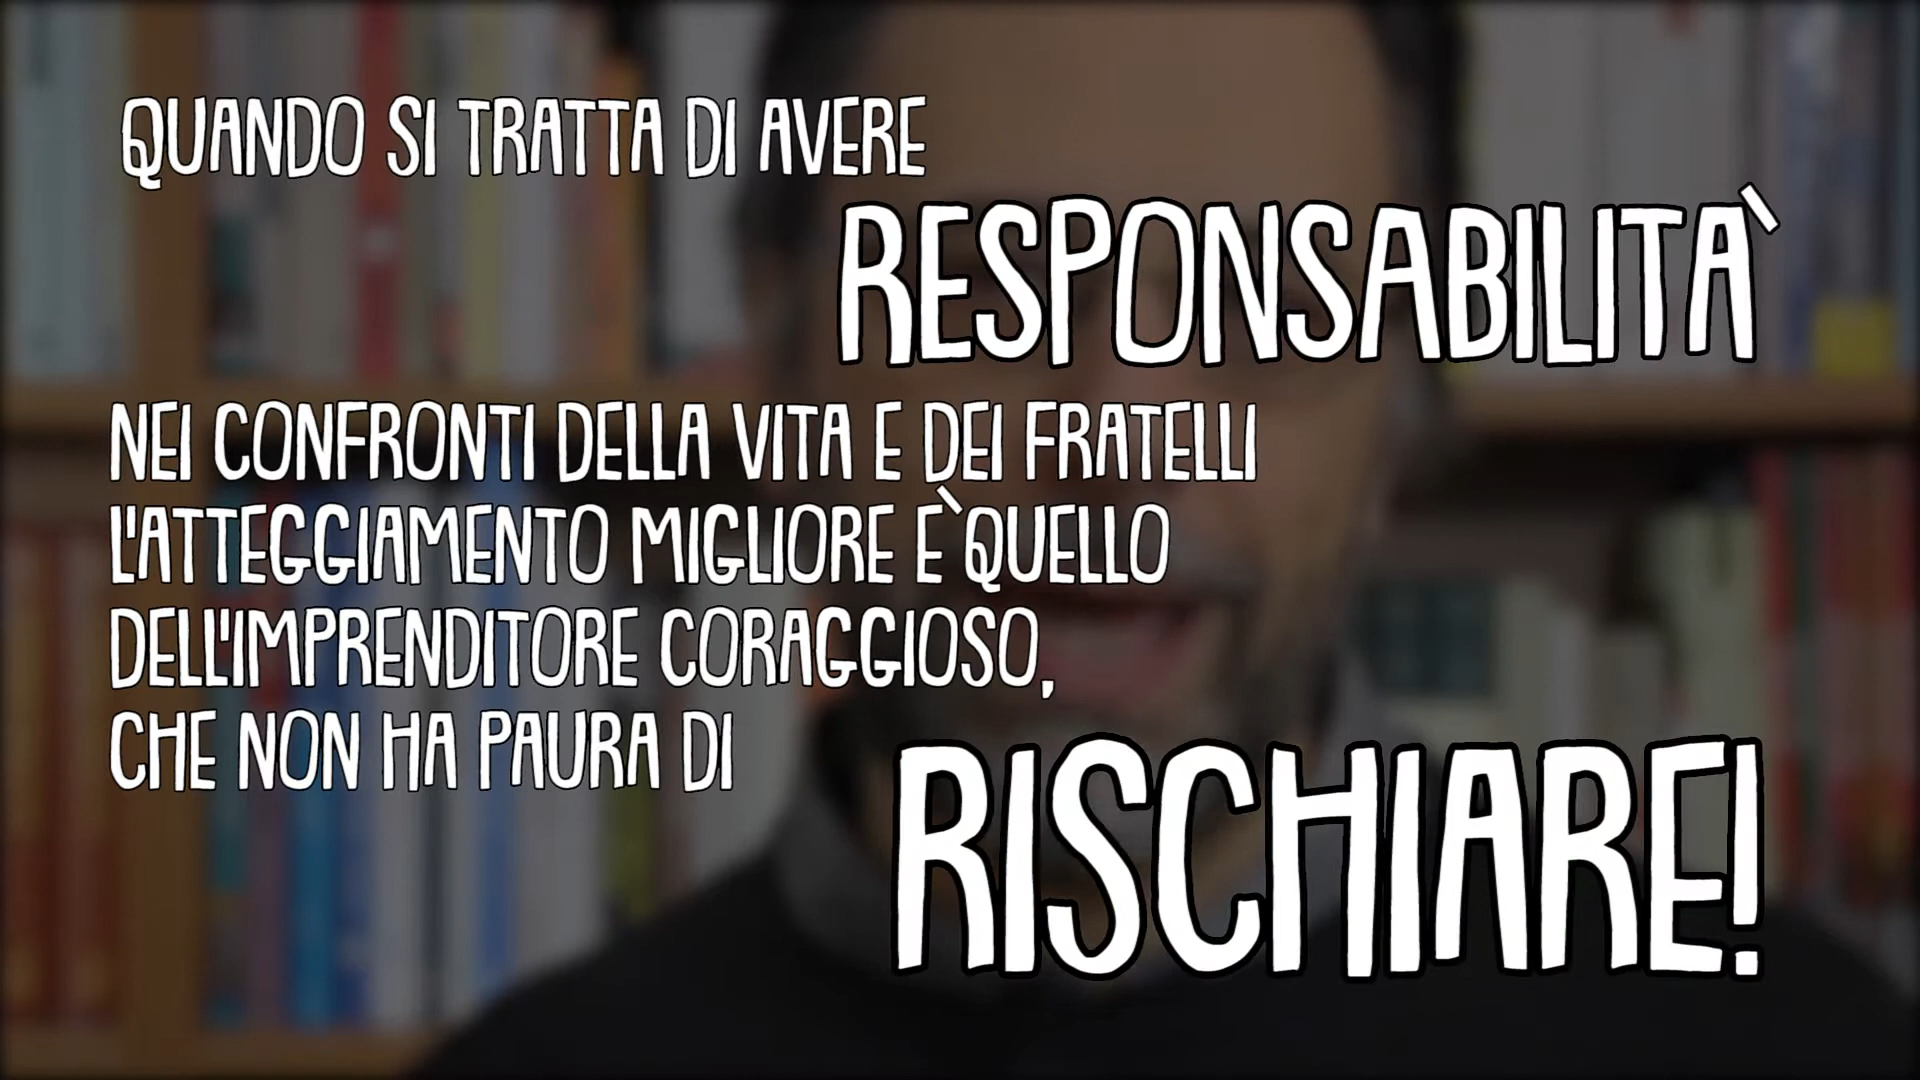 QUANDO SI TRATTA DI AVERE
RESPONSABILITÀ
NEI CONFRONTI DELLA VITA E DEI FRATELLI
L'ATTEGGIAMENTO MIGLIORE È QUELLO
DELL'IMPRENDITORE CORAGGIOSO,
CHE NON HA PAURA DI
RISCHIARE!